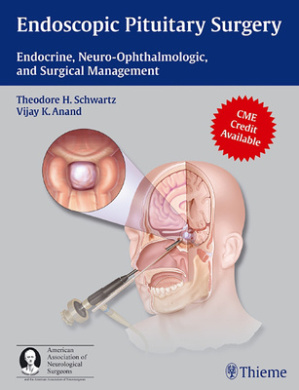 Endoscopic Pituitary Surgery
Endocrine, Neuro-Ophthalmologic,
and Surgical Management
Theodore H. Schwartz
Vijay K. Anand
CME
Credit
Available
American
Association of
Neurological
Surgeons
Thieme